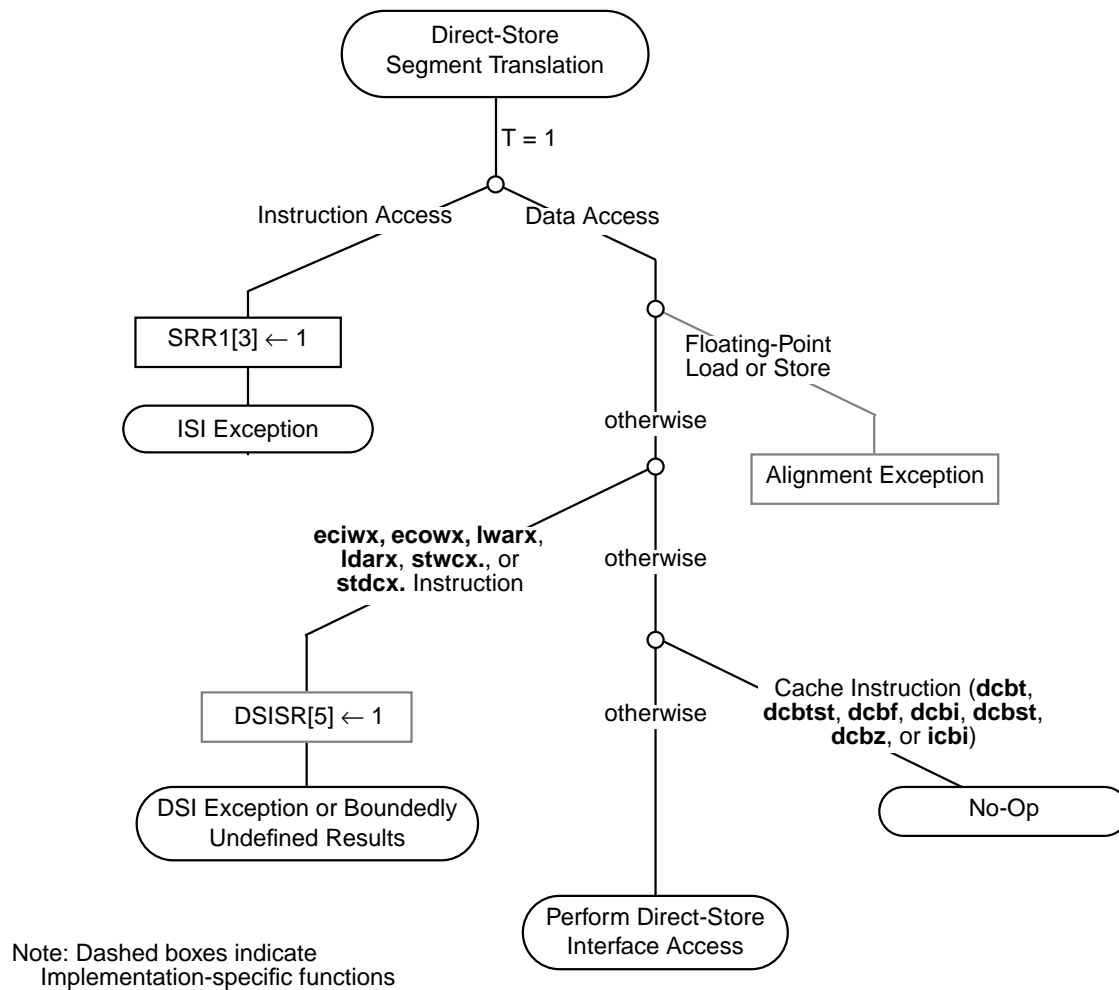 Direct-Store
Segment Translation
T = 1
Instruction Access
Data Access
SRR1[3] ← 1
Floating-Point
Load or Store
ISI Exception
otherwise
Alignment Exception
eciwx, ecowx, lwarx,
ldarx, stwcx., or
stdcx. Instruction
otherwise
Cache Instruction (dcbt,
dcbtst, dcbf, dcbi, dcbst,
dcbz, or icbi)
DSISR[5] ← 1
otherwise
DSI Exception or Boundedly
Undefined Results
No-Op
Perform Direct-Store
Interface Access
Note: Dashed boxes indicate
Implementation-specific functions